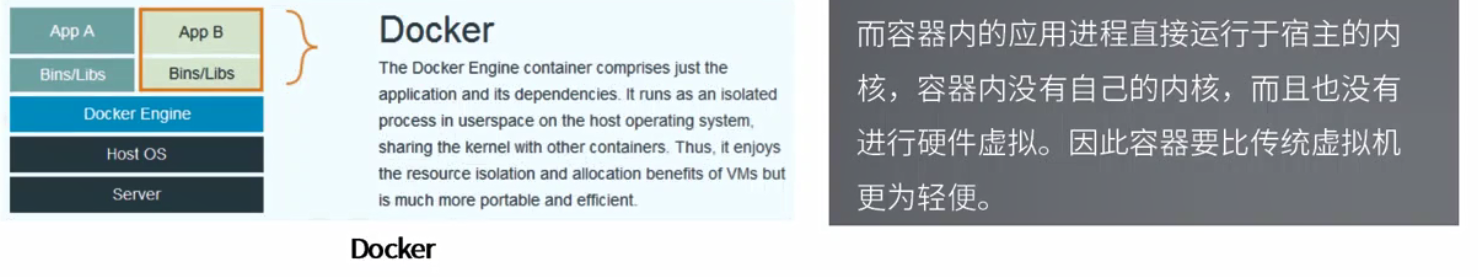 App A
App B
Bins/Libs
Bins/Libs
Docker Engine
Host OS
Server
Docker
The Docker Engine container comprises just the
application and its dependencies. It runs as an isolated
process in userspace on the host operating system,
sharing the kernel with other containers. Thus, it enjoys
the resource isolation and allocation benefits of VMs but
is much more portable and efficient.
Docker
而容器内的应用进程直接运行于宿主的内
核，容器内没有自己的内核，而且也没有
进行硬件虚拟。因此容器要比传统虚拟机
更为轻便。